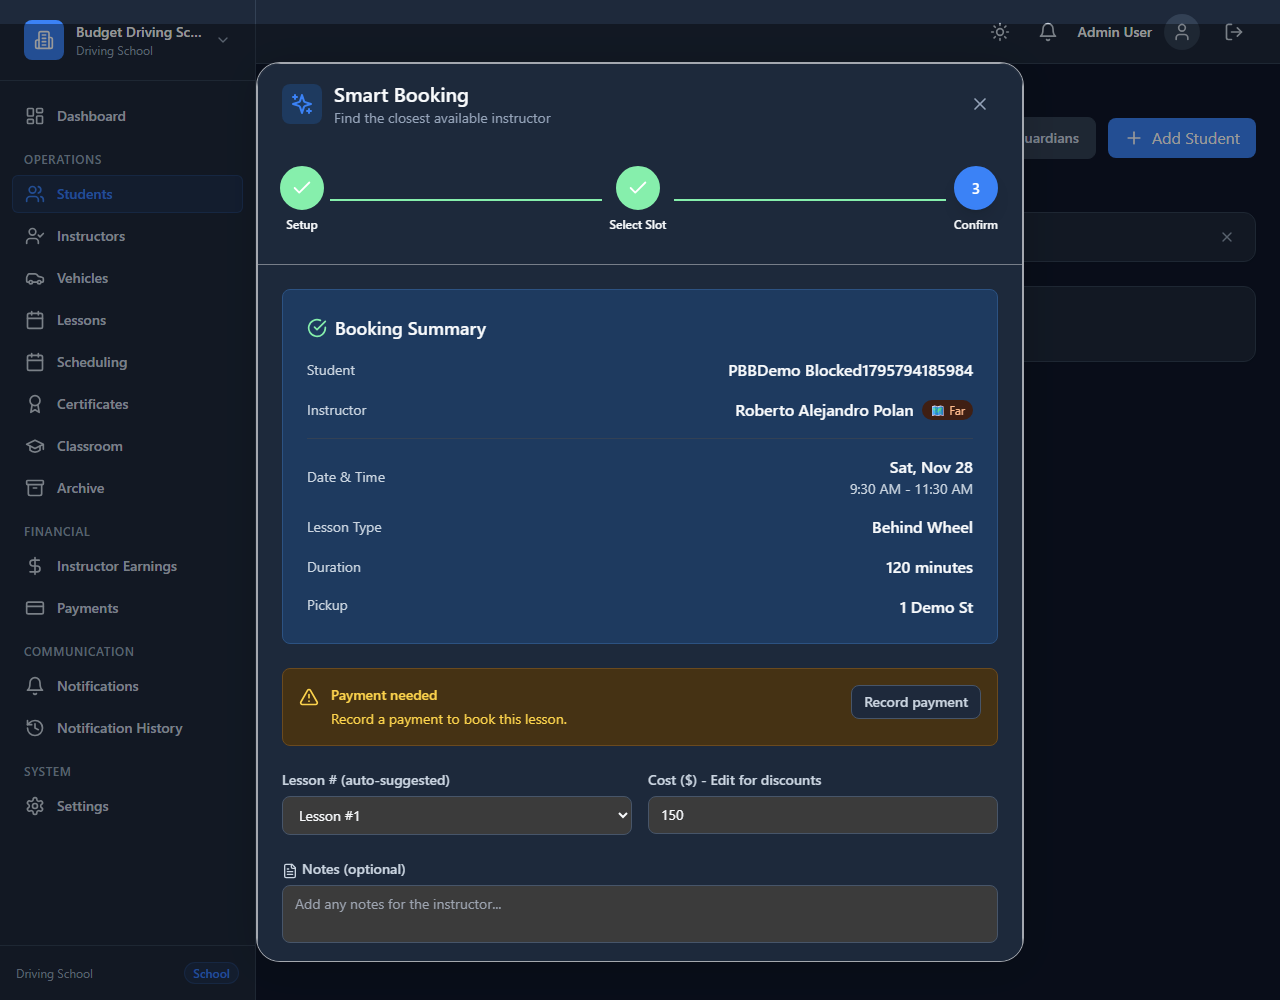 Budget Driving Sc...
Driving School
Admin User
Dashboard
OPERATIONS
Students
Instructors
Vehicles
Lessons
Scheduling
Certificates
Classroom
Archive
FINANCIAL
Instructor Earnings
Payments
COMMUNICATION
Notifications
Notification History
SYSTEM
Settings
Driving School
School
uardians
Add Student
Smart Booking
Find the closest available instructor
3
Setup
Select Slot
Confirm
Booking Summary
Student
PBBDemo Blocked1795794185984
Instructor
Roberto Alejandro Polan
Far
Date & Time
Sat, Nov 28
9:30 AM - 11:30 AM
Lesson Type
Behind Wheel
Duration
120 minutes
Pickup
1 Demo St
Payment needed
Record a payment to book this lesson.
Record payment
Lesson # (auto-suggested)
Lesson #1
Cost ($) - Edit for discounts
150
Notes (optional)
Add any notes for the instructor...